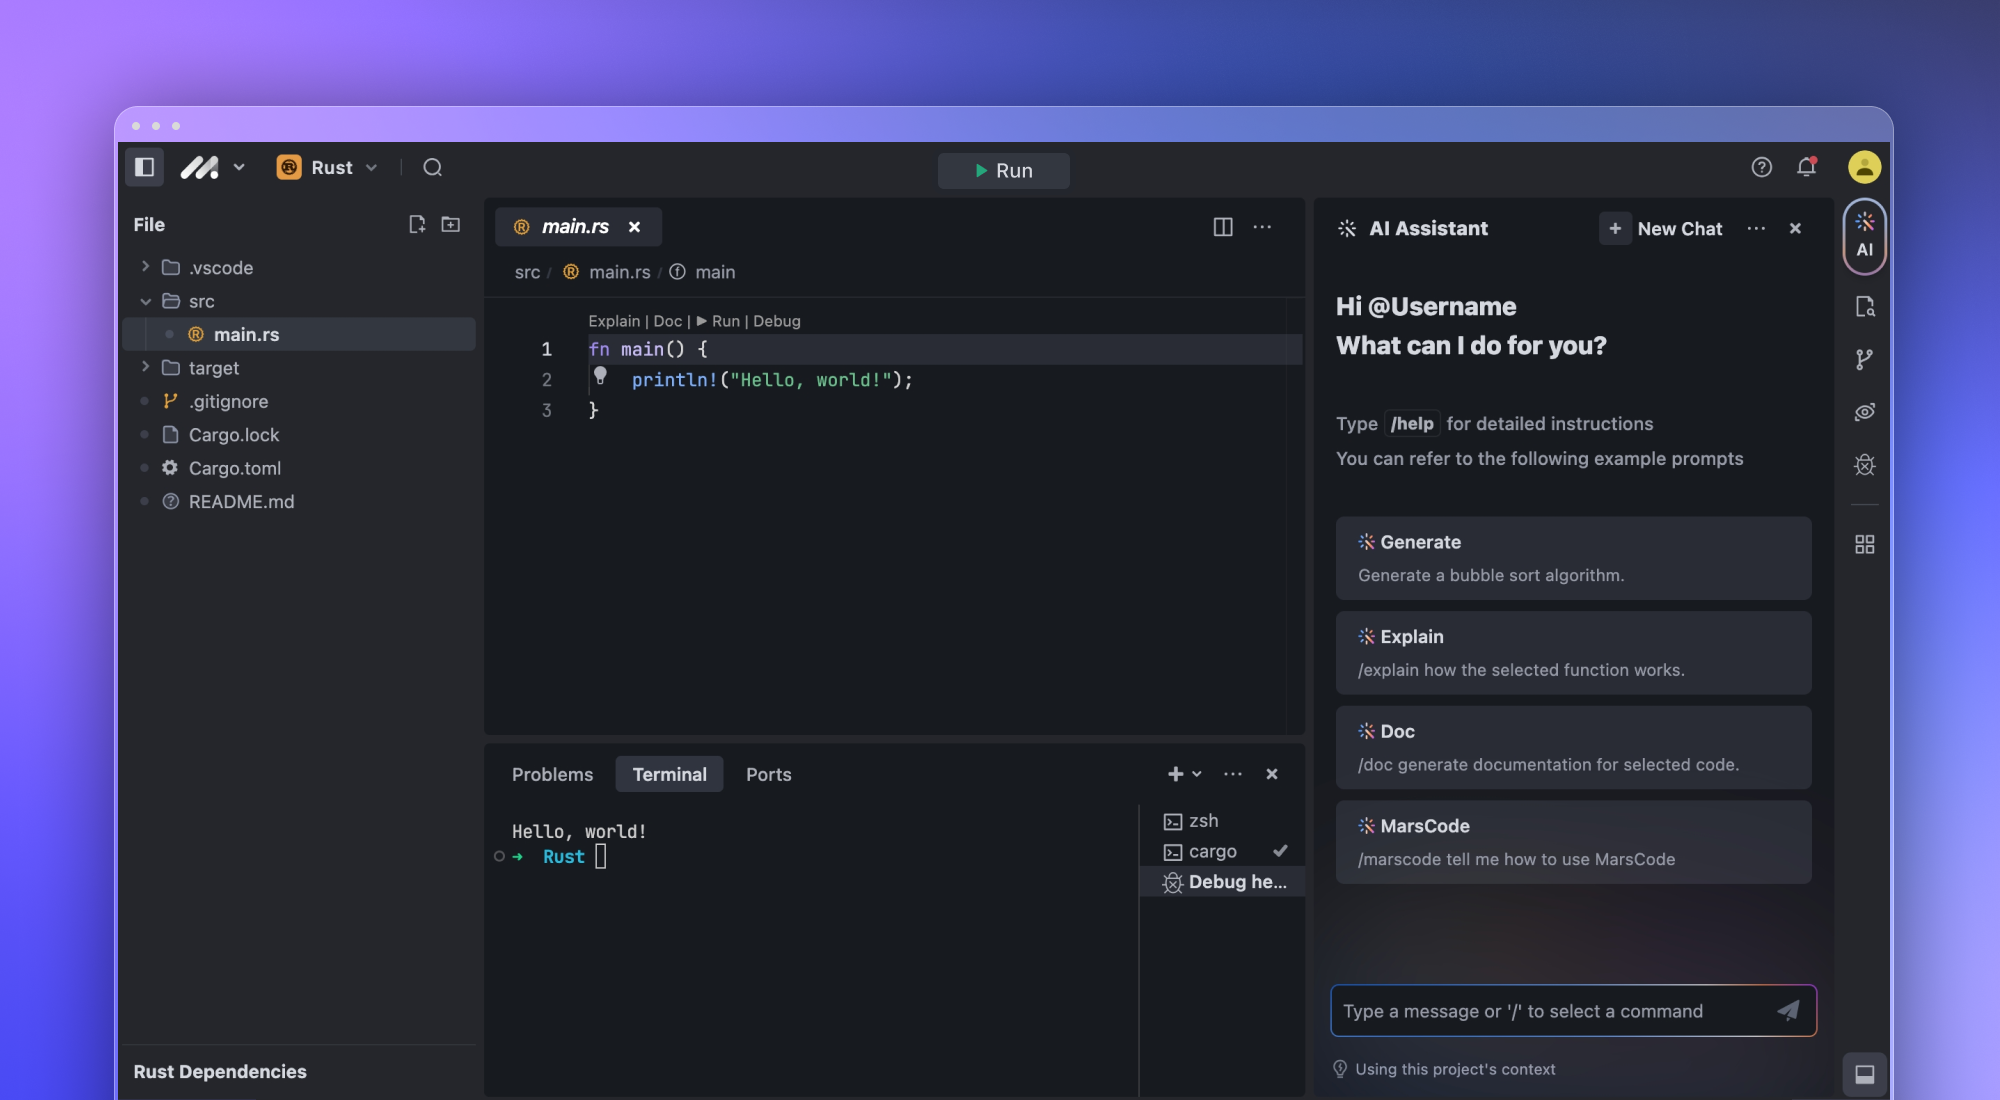 Rust
Run
File
.vscode
src
main.rs
target
.gitignore
Cargo.lock
Cargo.toml
README.md
Rust Dependencies
main.rs
src / main.rs / main
Explain | Doc | Run | Debug
1 fn main() {
2 println!("Hello, world!");
3 }
Problems Terminal Ports
Hello, world!
➜ Rust
zsh
cargo
Debug he...
AI Assistant
+ New Chat
Hi @Username
What can I do for you?
Type /help for detailed instructions
You can refer to the following example prompts
Generate
Generate a bubble sort algorithm.
Explain
/explain how the selected function works.
Doc
/doc generate documentation for selected code.
MarsCode
/marscode tell me how to use MarsCode
Type a message or '/' to select a command
Using this project's context
AI